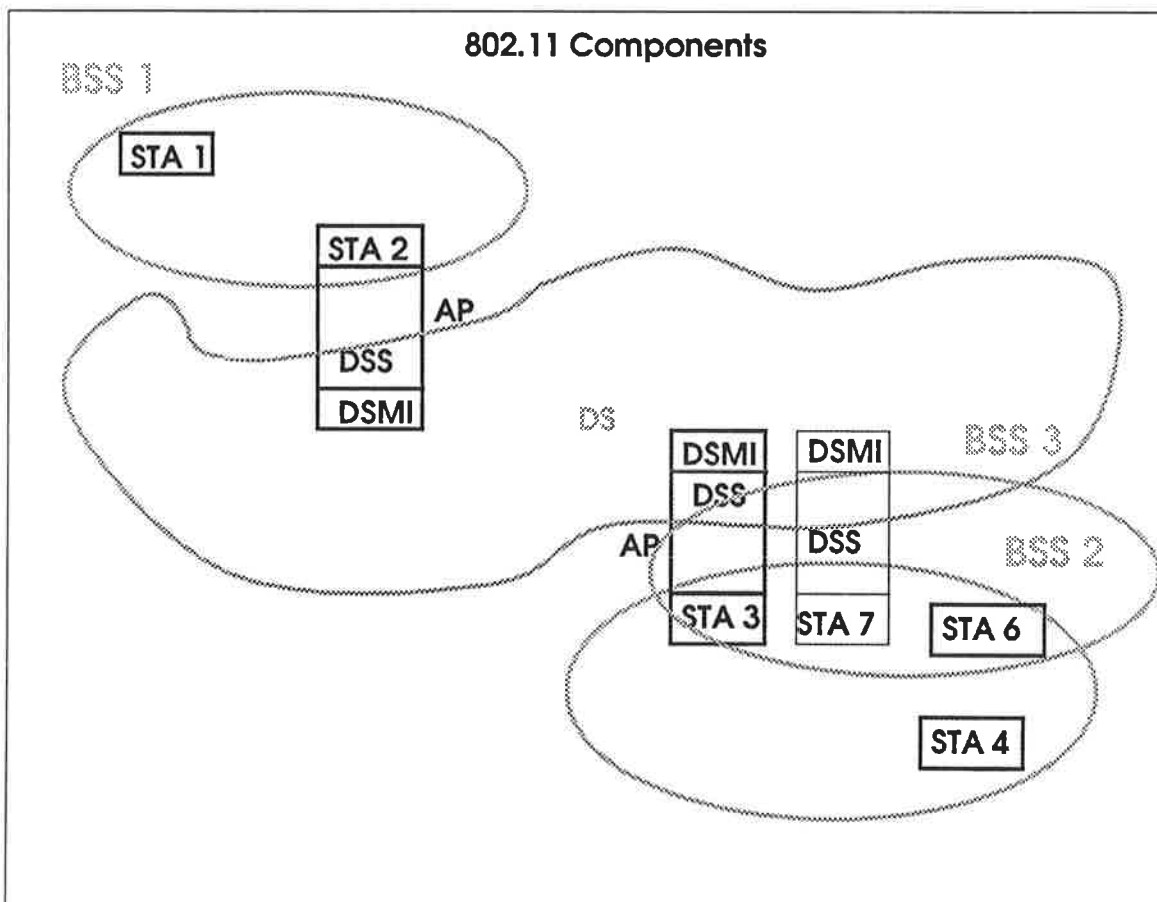 802.11 Components
BSS 1
STA 1
STA 2
AP
DSS
DSMI
DS
DSMI
DSMI
BSS 3
DSS
AP
DSS
BSS 2
STA 3
STA 7
STA 6
STA 4